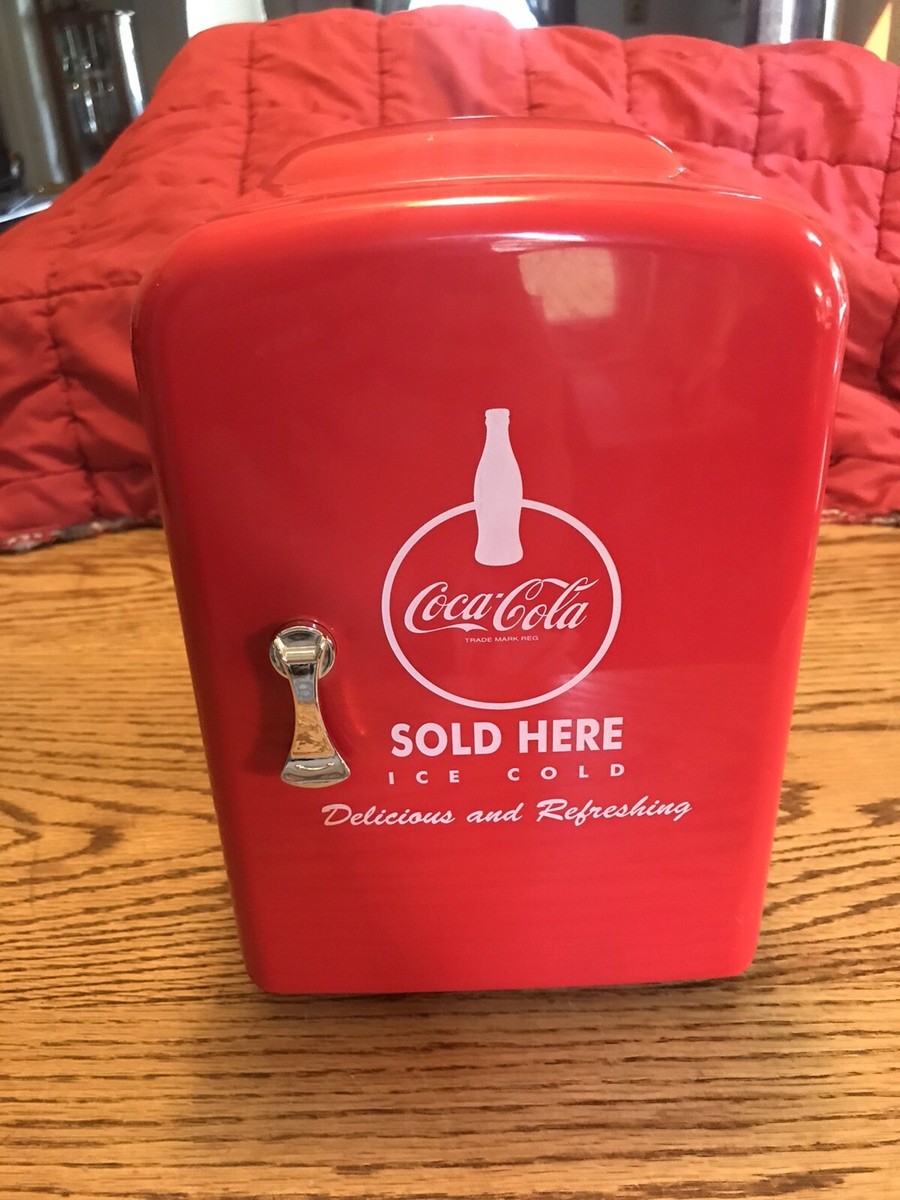 Coca-Cola
TRADE MARK REG
SOLD HERE
ICE COLD
Delicious and Refreshing